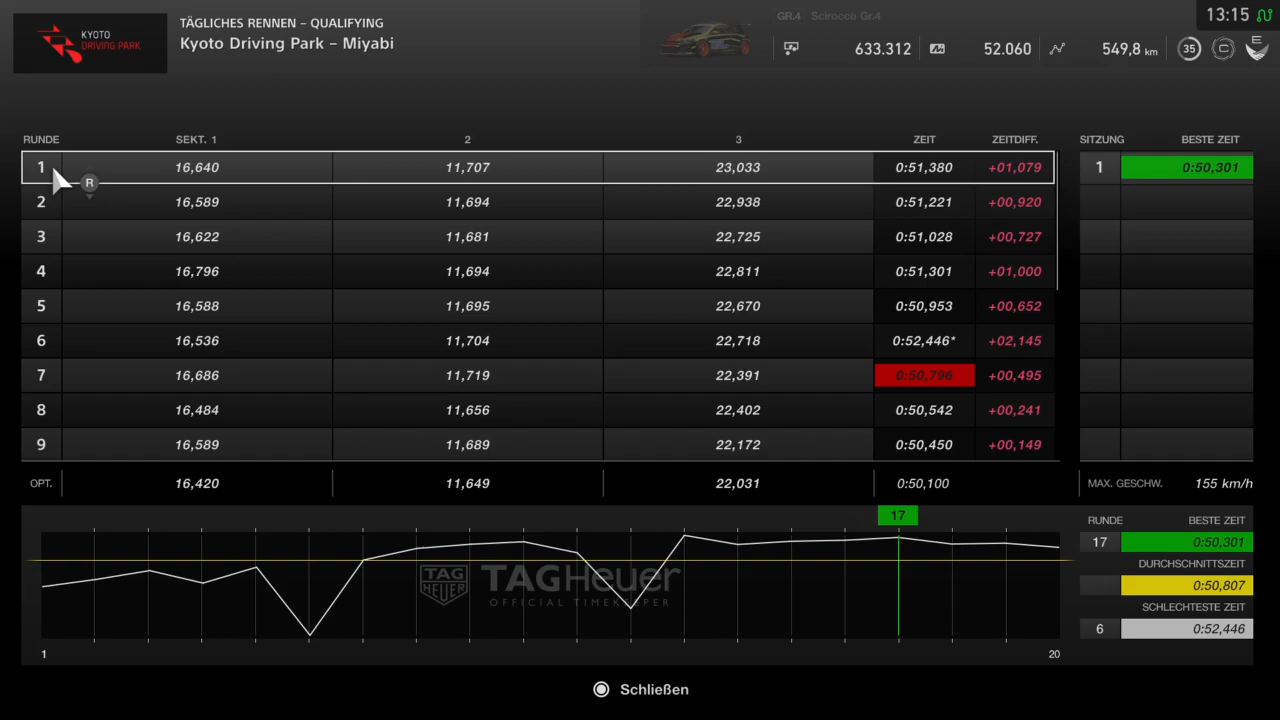 KYOTO
DRIVING PARK
TÄGLICHES RENNEN – QUALIFYING
Kyoto Driving Park – Miyabi
GR.4 Scirocco Gr.4
633.312 52.060 549,8 km 35 C E
13:15
RUNDE SEKT. 1 2 3 ZEIT ZEITDIFF.
1 16,640 11,707 23,033 0:51,380 +01,079
R
2 16,589 11,694 22,938 0:51,221 +00,920
3 16,622 11,681 22,725 0:51,028 +00,727
4 16,796 11,694 22,811 0:51,301 +01,000
5 16,588 11,695 22,670 0:50,953 +00,652
6 16,536 11,704 22,718 0:52,446* +02,145
7 16,686 11,719 22,391 0:50,796 +00,495
8 16,484 11,656 22,402 0:50,542 +00,241
9 16,589 11,689 22,172 0:50,450 +00,149
OPT. 16,420 11,649 22,031 0:50,100
SITZUNG BESTE ZEIT
1 0:50,301
MAX. GESCHW. 155 km/h
17
TAG
HEUER
TAGHeuer
OFFICIAL TIMEKEEPER
1 20
RUNDE BESTE ZEIT
17 0:50,301
DURCHSCHNITTSZEIT
0:50,807
SCHLECHTESTE ZEIT
6 0:52,446
Schließen